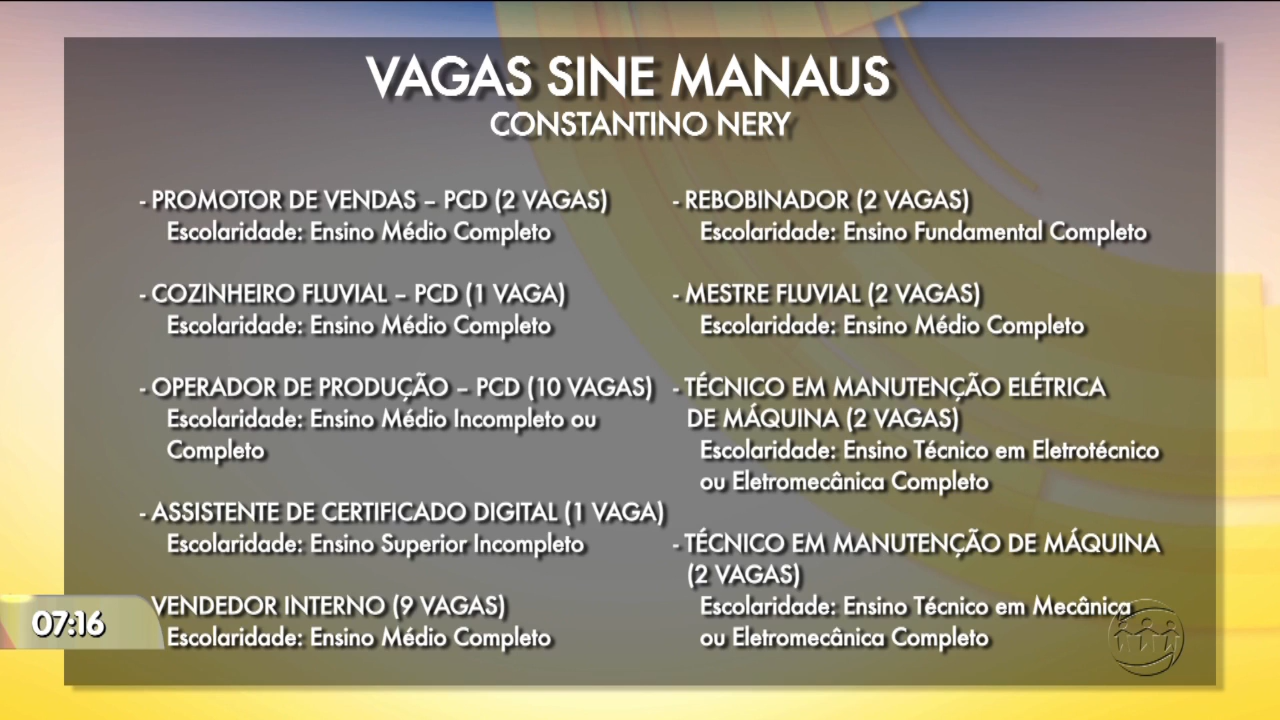 VAGAS SINE MANAUS
CONSTANTINO NERY
- PROMOTOR DE VENDAS – PCD (2 VAGAS)
Escolaridade: Ensino Médio Completo
- COZINHEIRO FLUVIAL – PCD (1 VAGA)
Escolaridade: Ensino Médio Completo
- OPERADOR DE PRODUÇÃO – PCD (10 VAGAS)
Escolaridade: Ensino Médio Incompleto ou
Completo
- ASSISTENTE DE CERTIFICADO DIGITAL (1 VAGA)
Escolaridade: Ensino Superior Incompleto
VENDEDOR INTERNO (9 VAGAS)
Escolaridade: Ensino Médio Completo
- REBOBINADOR (2 VAGAS)
Escolaridade: Ensino Fundamental Completo
- MESTRE FLUVIAL (2 VAGAS)
Escolaridade: Ensino Médio Completo
- TÉCNICO EM MANUTENÇÃO ELÉTRICA
DE MÁQUINA (2 VAGAS)
Escolaridade: Ensino Técnico em Eletrotécnico
ou Eletromecânica Completo
- TÉCNICO EM MANUTENÇÃO DE MÁQUINA
(2 VAGAS)
Escolaridade: Ensino Técnico em Mecânica
ou Eletromecânica Completo
07:16